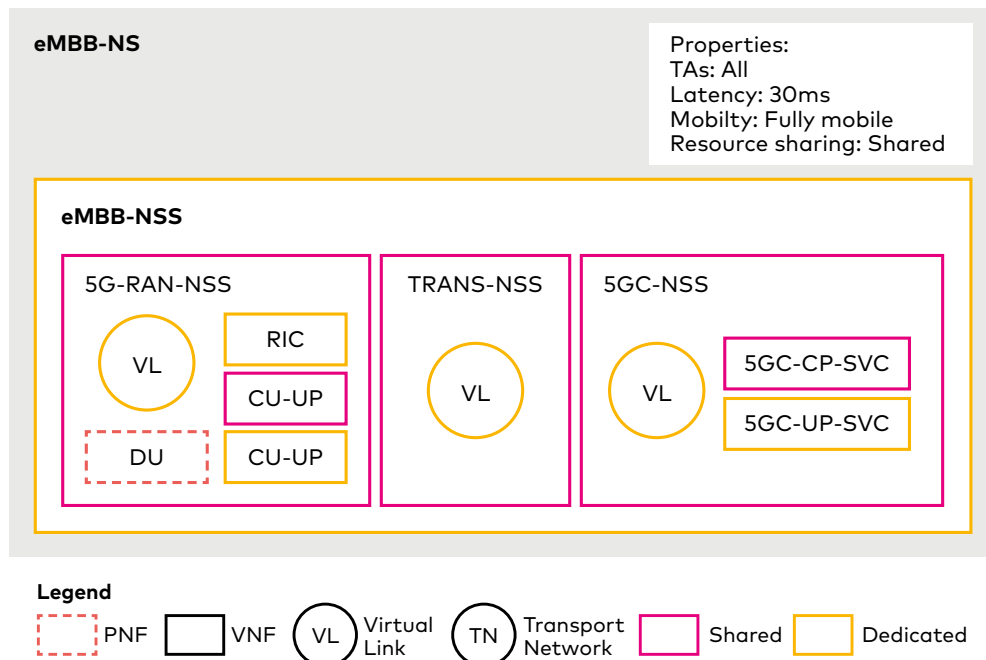 eMBB-NS
Properties:
TAs: All
Latency: 30ms
Mobilty: Fully mobile
Resource sharing: Shared
eMBB-NSS
5G-RAN-NSS
VL
RIC
CU-UP
DU
CU-UP
TRANS-NSS
VL
5GC-NSS
VL
5GC-CP-SVC
5GC-UP-SVC
Legend
PNF
VNF
VL
Virtual
Link
TN
Transport
Network
Shared
Dedicated